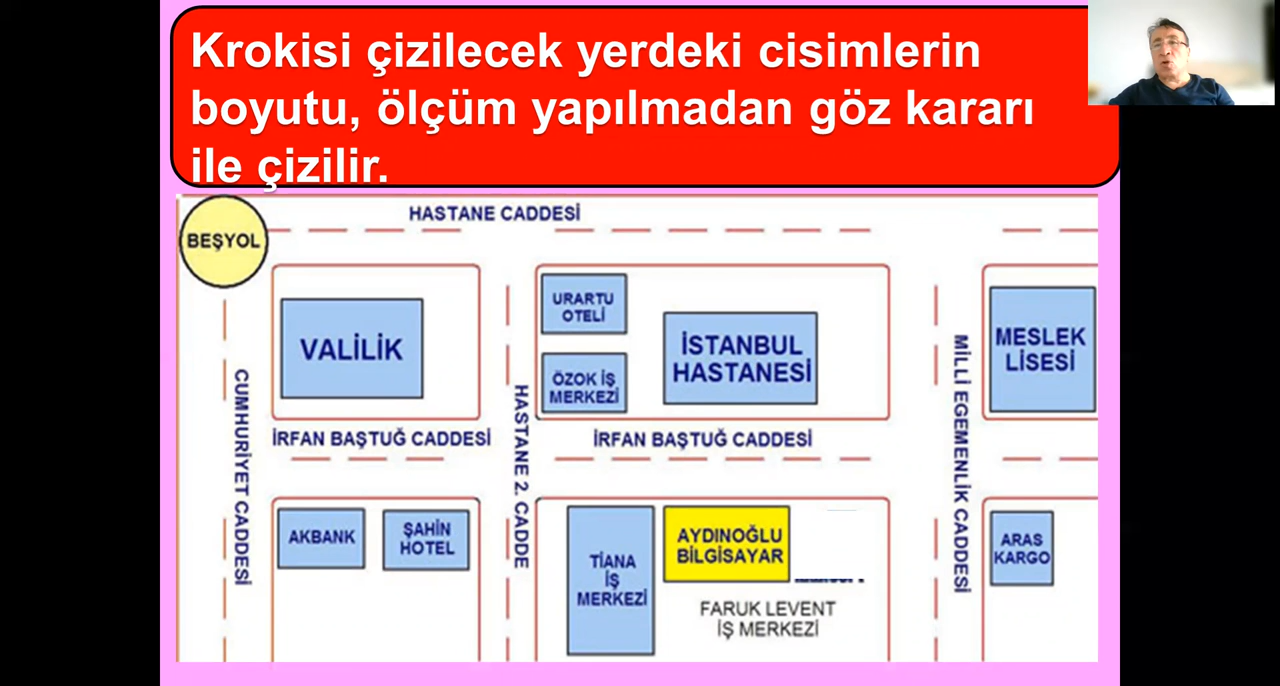 Krokisi çizilecek yerdeki cisimlerin
boyutu, ölçüm yapılmadan göz kararı
ile çizilir.
HASTANE CADDESİ
BEŞYOL
VALİLİK
URARTU
OTELİ
ÖZOK İŞ
MERKEZİ
İSTANBUL
HASTANESİ
MESLEK
LİSESİ
CUMHURİYET CADDESİ
HASTANE 2. CADDE
MİLLİ EGEMENLİK CADDESİ
İRFAN BAŞTUĞ CADDESİ
İRFAN BAŞTUĞ CADDESİ
AKBANK
ŞAHİN
HOTEL
TİANA
İŞ
MERKEZİ
AYDINOĞLU
BİLGİSAYAR
FARUK LEVENT
İŞ MERKEZİ
ARAS
KARGO